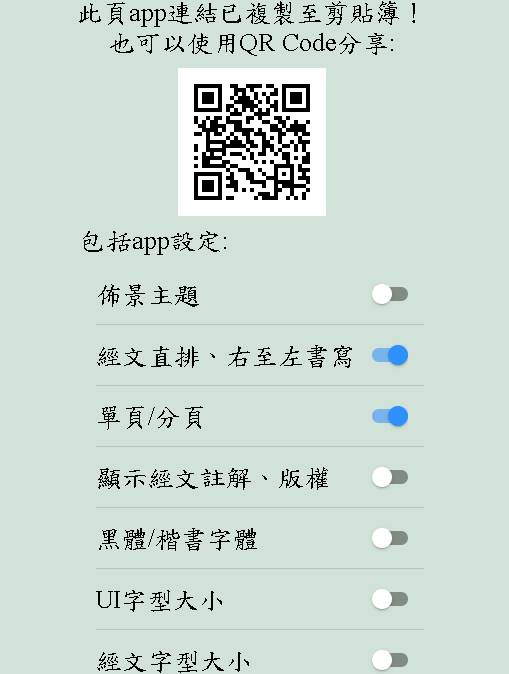 此頁app連結已複製至剪貼簿！
也可以使用QR Code分享:
包括app設定:
佈景主題
經文直排、右至左書寫
單頁/分頁
顯示經文註解、版權
黑體/楷書字體
UI字型大小
經文字型大小